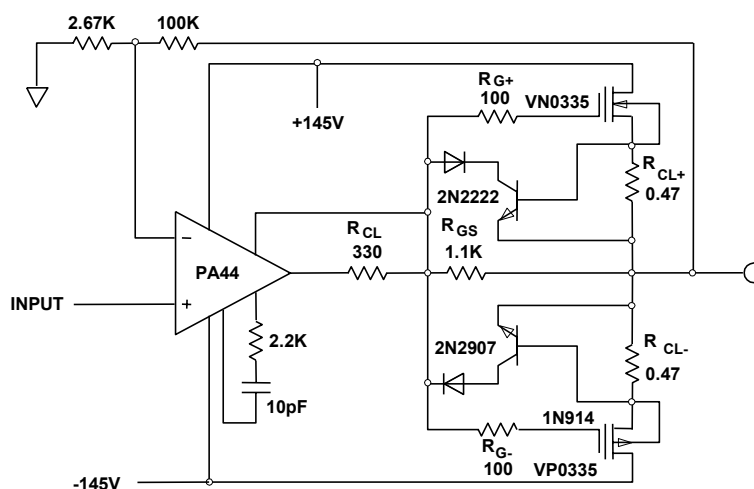 2.67K
100K
R G+
100
VN0335
+145V
R CL+
0.47
2N2222
R CL
330
R GS
1.1K
PA44
−
+
INPUT
2.2K
10pF
2N2907
R CL-
0.47
1N914
R G-
100
VP0335
-145V